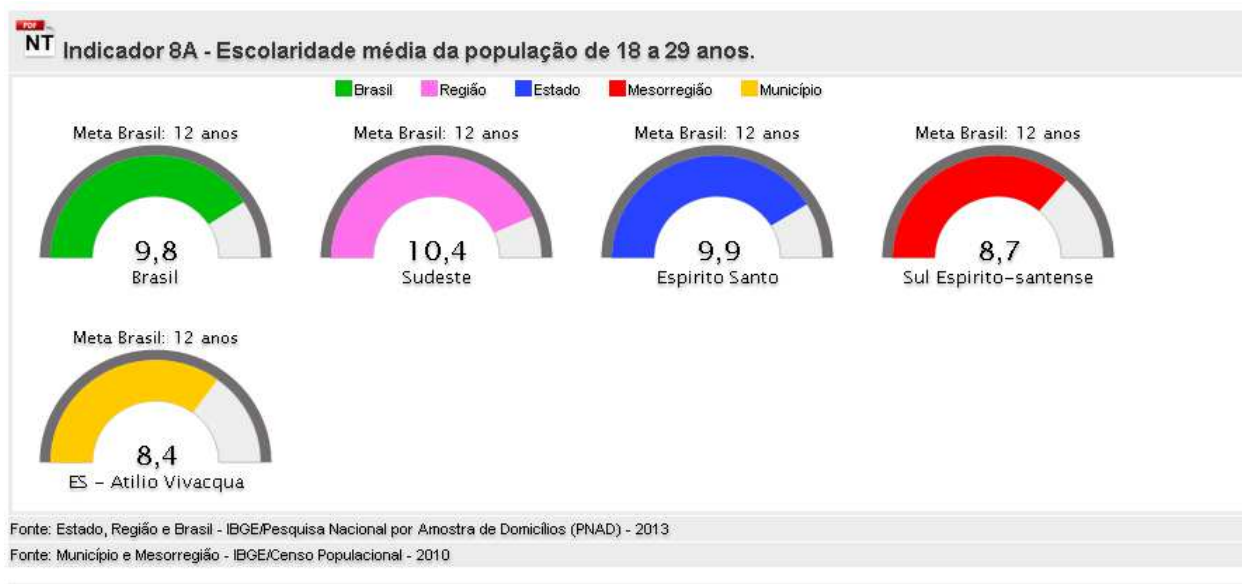 PDF
NT Indicador 8A - Escolaridade média da população de 18 a 29 anos.
Brasil Região Estado Mesorregião Município
Meta Brasil: 12 anos Meta Brasil: 12 anos Meta Brasil: 12 anos Meta Brasil: 12 anos
9,8 10,4 9,9 8,7
Brasil Sudeste Espirito Santo Sul Espirito-santense
Meta Brasil: 12 anos
8,4
ES - Atilio Vivacqua
Fonte: Estado, Região e Brasil - IBGE/Pesquisa Nacional por Amostra de Domicílios (PNAD) - 2013
Fonte: Município e Mesorregião - IBGE/Censo Populacional - 2010